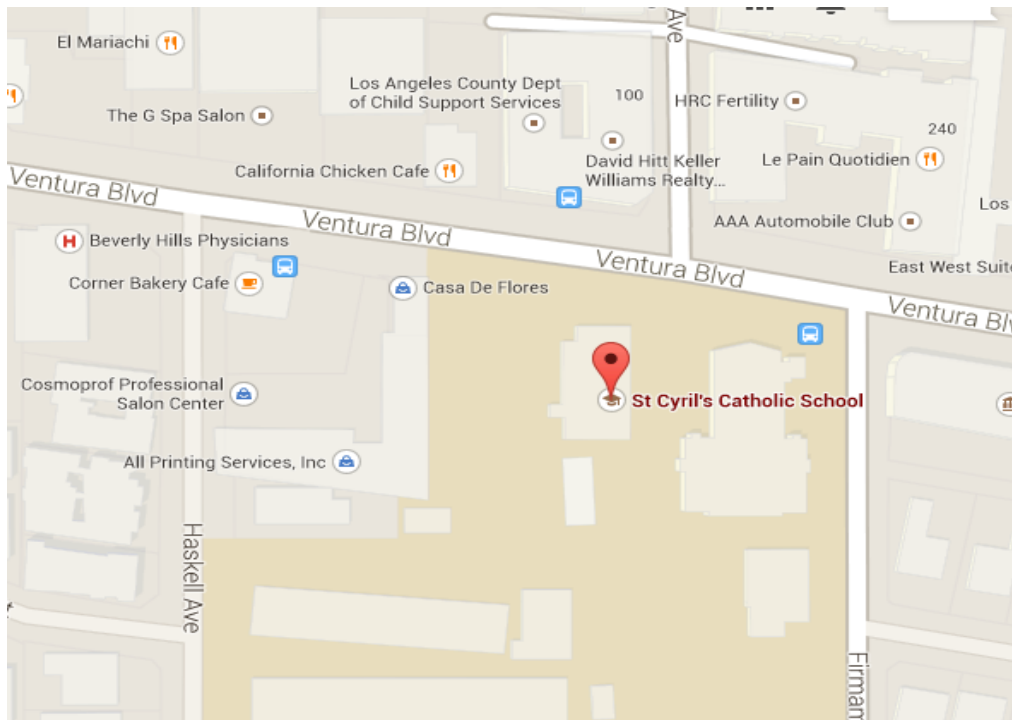 Ave
El Mariachi
Los Angeles County Dept
of Child Support Services
100
HRC Fertility
The G Spa Salon
240
David Hitt Keller
Williams Realty...
Le Pain Quotidien
California Chicken Cafe
Ventura Blvd
Los
AAA Automobile Club
Ventura Blvd
Beverly Hills Physicians
Ventura Blvd
East West Suit
Corner Bakery Cafe
Casa De Flores
Ventura Blv
Cosmoprof Professional
Salon Center
St Cyril's Catholic School
All Printing Services, Inc
Haskell Ave
Firmam
H